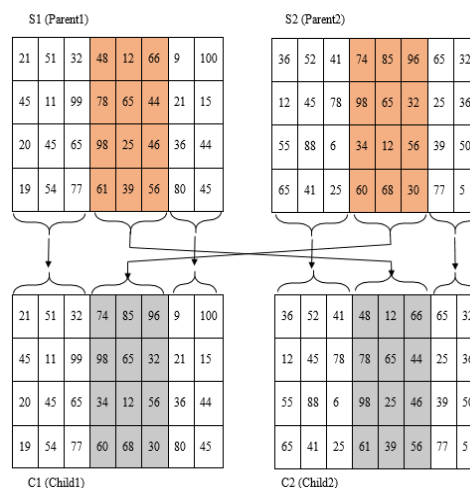 S1 (Parent1) S2 (Parent2)
21 51 32 48 12 66 9 100 36 52 41 74 85 96 65 32
45 11 99 78 65 44 21 15 12 45 78 98 65 32 25 36
20 45 65 98 25 46 36 44 55 88 6 34 12 56 39 50
19 54 77 61 39 56 80 45 65 41 25 60 68 30 77 5
21 51 32 74 85 96 9 100 36 52 41 48 12 66 65 32
45 11 99 98 65 32 21 15 12 45 78 78 65 44 25 36
20 45 65 34 12 56 36 44 55 88 6 98 25 46 39 50
19 54 77 60 68 30 80 45 65 41 25 61 39 56 77 5
C1 (Child1) C2 (Child2)